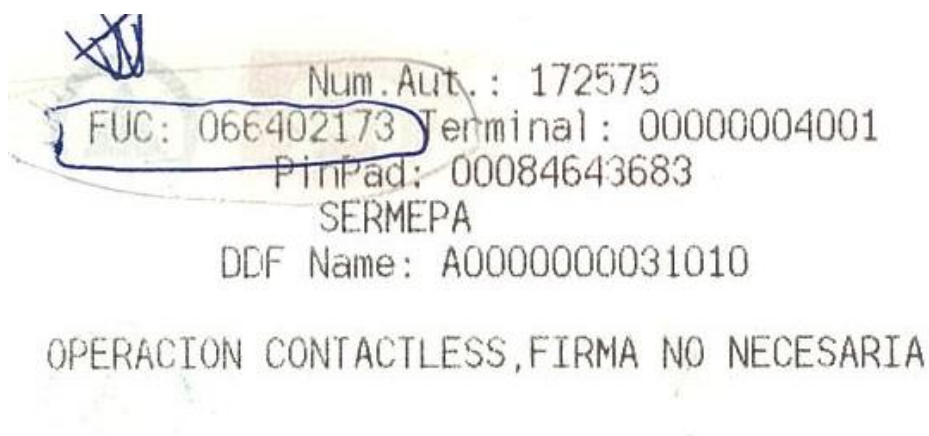 Num.Aut.: 172575
FUC: 066402173 Terminal: 00000004001
PinPad: 00084643683
SERMEPA
DDF Name: A0000000031010
OPERACION CONTACTLESS,FIRMA NO NECESARIA